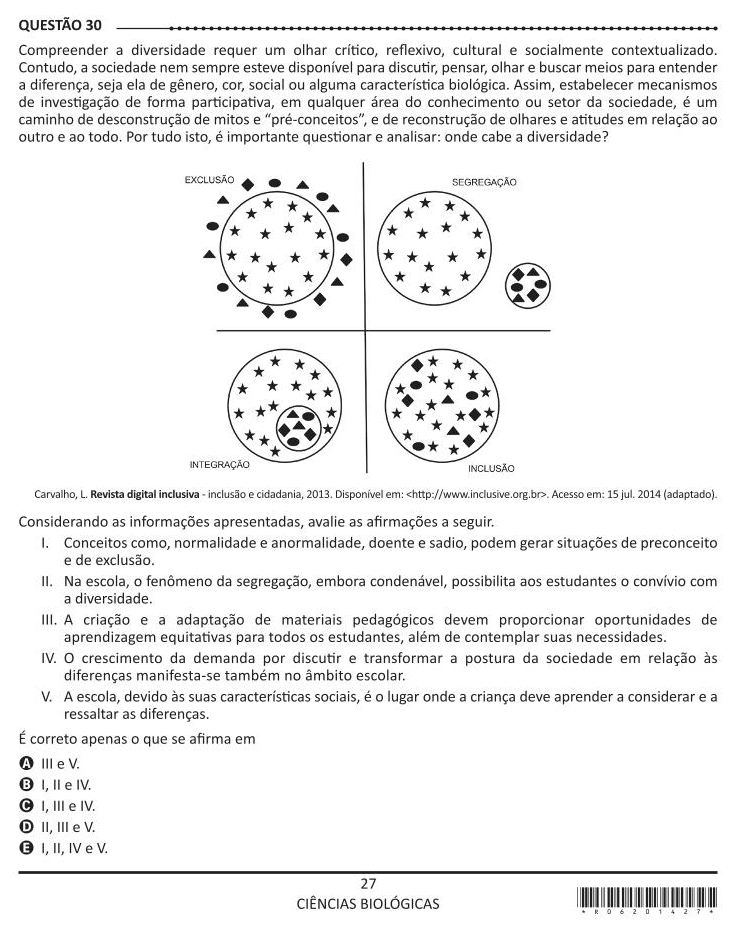 QUESTÃO 30
Compreender a diversidade requer um olhar crítico, reflexivo, cultural e socialmente contextualizado.
Contudo, a sociedade nem sempre esteve disponível para discutir, pensar, olhar e buscar meios para entender
a diferença, seja ela de gênero, cor, social ou alguma característica biológica. Assim, estabelecer mecanismos
de investigação de forma participativa, em qualquer área do conhecimento ou setor da sociedade, é um
caminho de desconstrução de mitos e “pré-conceitos”, e de reconstrução de olhares e atitudes em relação ao
outro e ao todo. Por tudo isto, é importante questionar e analisar: onde cabe a diversidade?
EXCLUSÃO
SEGREGAÇÃO
INTEGRAÇÃO
INCLUSÃO
Carvalho, L. Revista digital inclusiva - inclusão e cidadania, 2013. Disponível em: <http://www.inclusive.org.br>. Acesso em: 15 jul. 2014 (adaptado).
Considerando as informações apresentadas, avalie as afirmações a seguir.
I. Conceitos como, normalidade e anormalidade, doente e sadio, podem gerar situações de preconceito
e de exclusão.
II. Na escola, o fenômeno da segregação, embora condenável, possibilita aos estudantes o convívio com
a diversidade.
III. A criação e a adaptação de materiais pedagógicos devem proporcionar oportunidades de
aprendizagem equitativas para todos os estudantes, além de contemplar suas necessidades.
IV. O crescimento da demanda por discutir e transformar a postura da sociedade em relação às
diferenças manifesta-se também no âmbito escolar.
V. A escola, devido às suas características sociais, é o lugar onde a criança deve aprender a considerar e a
ressaltar as diferenças.
É correto apenas o que se afirma em
A III e V.
B I, II e IV.
C I, III e IV.
D II, III e V.
E I, II, IV e V.
27
CIÊNCIAS BIOLÓGICAS
* R 0 6 2 0 1 4 2 7 *